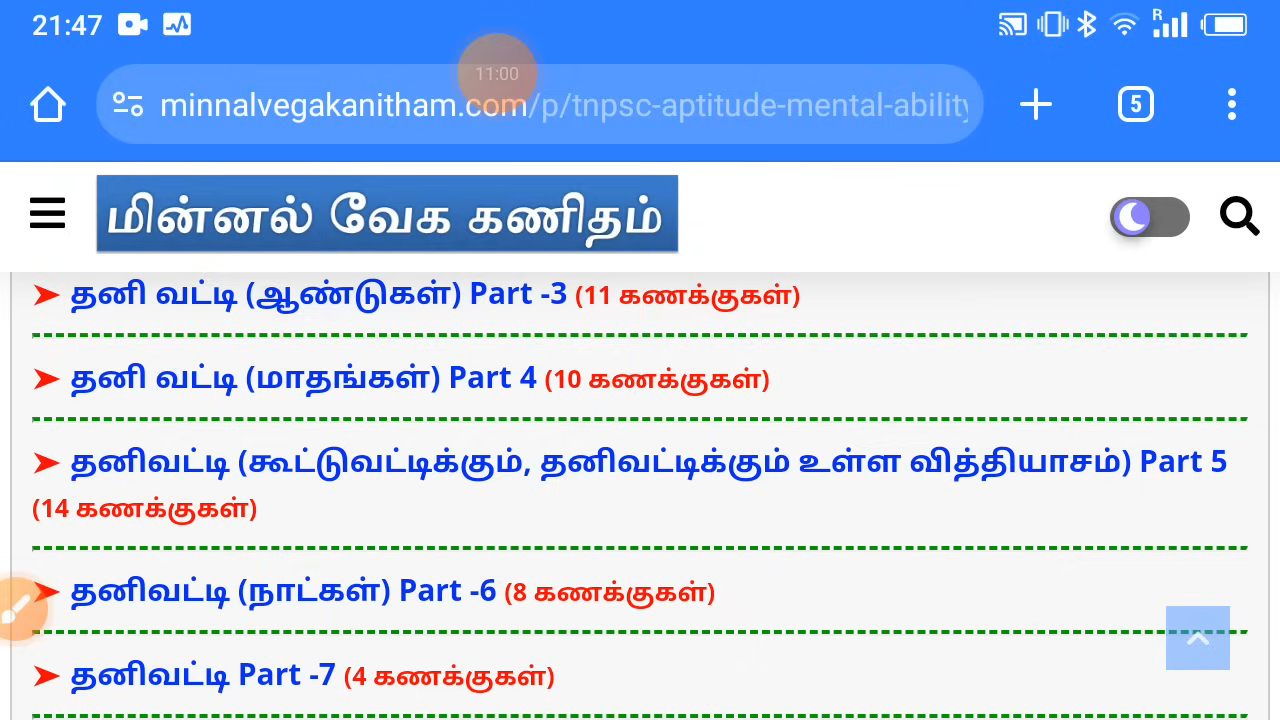 21:47
11:00
minnalvegakanitham.com/p/tnpsc-aptitude-mental-ability
5
மின்னல் வேக கணிதம்
➤ தனி வட்டி (ஆண்டுகள்) Part -3 (11 கணக்குகள்)
➤ தனி வட்டி (மாதங்கள்) Part 4 (10 கணக்குகள்)
➤ தனிவட்டி (கூட்டுவட்டிக்கும், தனிவட்டிக்கும் உள்ள வித்தியாசம்) Part 5
(14 கணக்குகள்)
➤ தனிவட்டி (நாட்கள்) Part -6 (8 கணக்குகள்)
➤ தனிவட்டி Part -7 (4 கணக்குகள்)